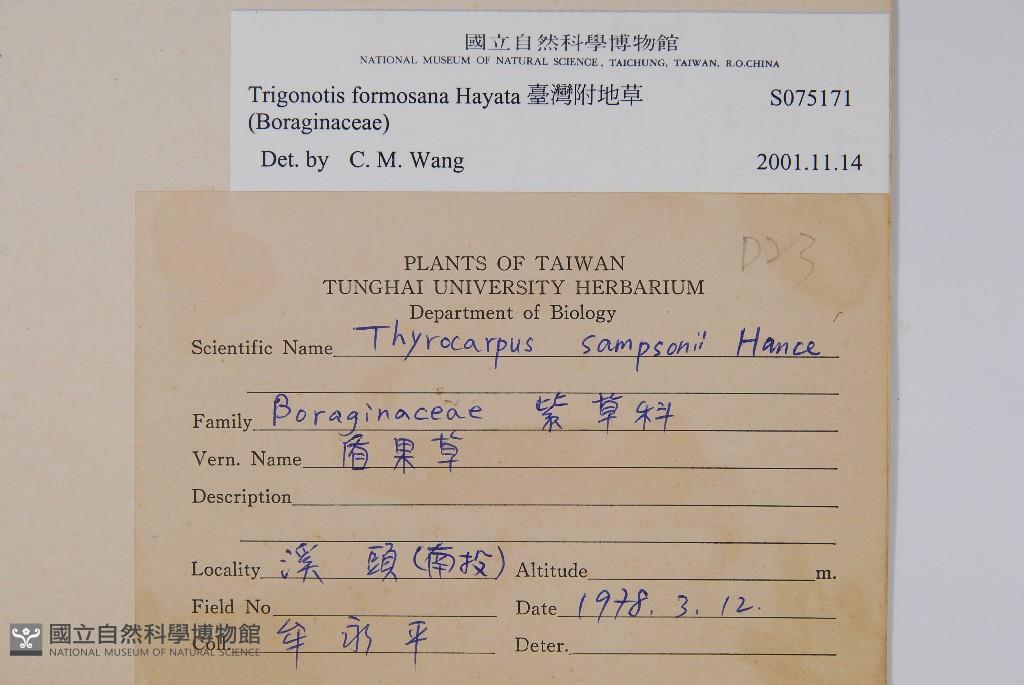 國立自然科學博物館
NATIONAL MUSEUM OF NATURAL SCIENCE, TAICHUNG, TAIWAN, R.O.CHINA
Trigonotis formosana Hayata 臺灣附地草 S075171
(Boraginaceae)
Det. by C. M. Wang 2001.11.14
D23
PLANTS OF TAIWAN
TUNGHAI UNIVERSITY HERBARIUM
Department of Biology
Scientific Name Thyrocarpus sampsonii Hance
Family Boraginaceae 紫草科
Vern. Name 盾果草
Description
Locality 溪頭(南投) Altitude m.
Field No Date 1978. 3. 12.
Coll. 牟永平 Deter.
國立自然科學博物館
NATIONAL MUSEUM OF NATURAL SCIENCE